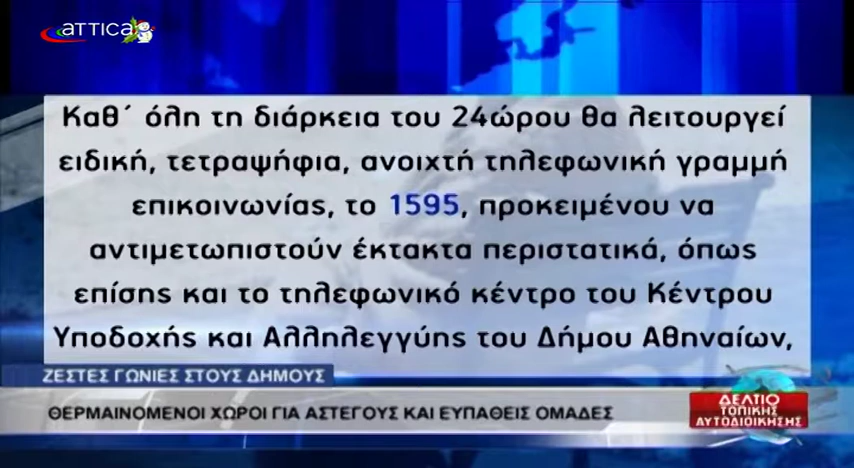 ATTICA
Καθ΄ όλη τη διάρκεια του 24ώρου θα λειτουργεί
ειδική, τετραψήφια, ανοιχτή τηλεφωνική γραμμή
επικοινωνίας, το 1595, προκειμένου να
αντιμετωπιστούν έκτακτα περιστατικά, όπως
επίσης και το τηλεφωνικό κέντρο του Κέντρου
Υποδοχής και Αλληλεγγύης του Δήμου Αθηναίων,
ΖΕΣΤΕΣ ΓΩΝΙΕΣ ΣΤΟΥΣ ΔΗΜΟΥΣ
ΘΕΡΜΑΙΝΟΜΕΝΟΙ ΧΩΡΟΙ ΓΙΑ ΑΣΤΕΓΟΥΣ ΚΑΙ ΕΥΠΑΘΕΙΣ ΟΜΑΔΕΣ
ΔΕΛΤΙΟ
ΤΟΠΙΚΗΣ
ΑΥΤΟΔΙΟΙΚΗΣΗΣ